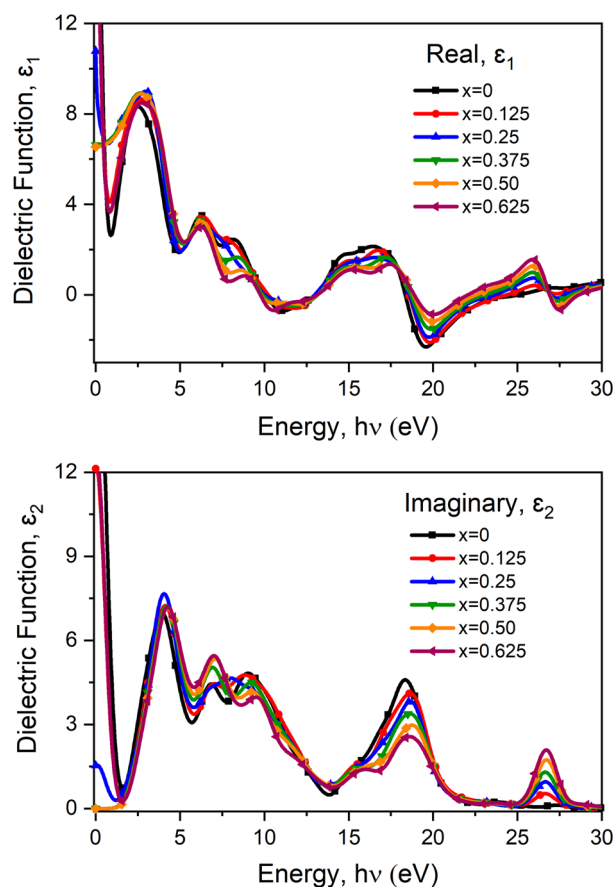 12
8
4
0
Dielectric Function, ε₁
Real, ε₁
x=0
x=0.125
x=0.25
x=0.375
x=0.50
x=0.625
0 5 10 15 20 25 30
Energy, hν (eV)
12
9
6
3
0
Dielectric Function, ε₂
Imaginary, ε₂
x=0
x=0.125
x=0.25
x=0.375
x=0.50
x=0.625
0 5 10 15 20 25 30
Energy, hν (eV)